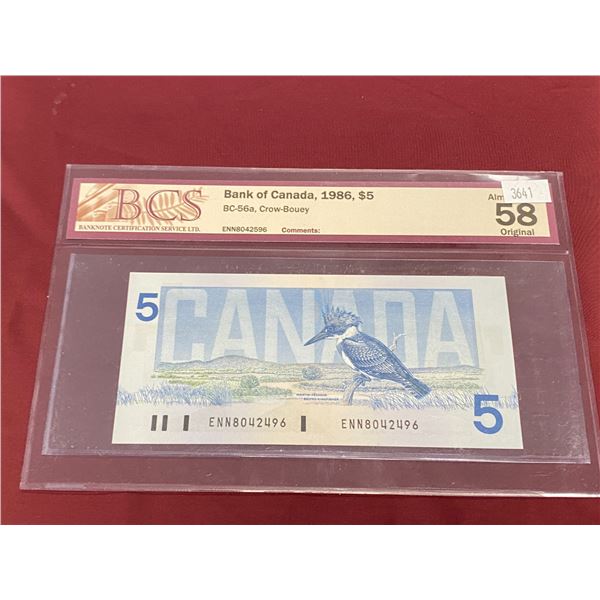 BCS
BANKNOTE CERTIFICATION SERVICE LTD.
Bank of Canada, 1986, $5
BC-56a, Crow-Bouey
ENN8042596 Comments:
3641
58
Original
5
CANADA
5
ENN8042496 ENN8042496